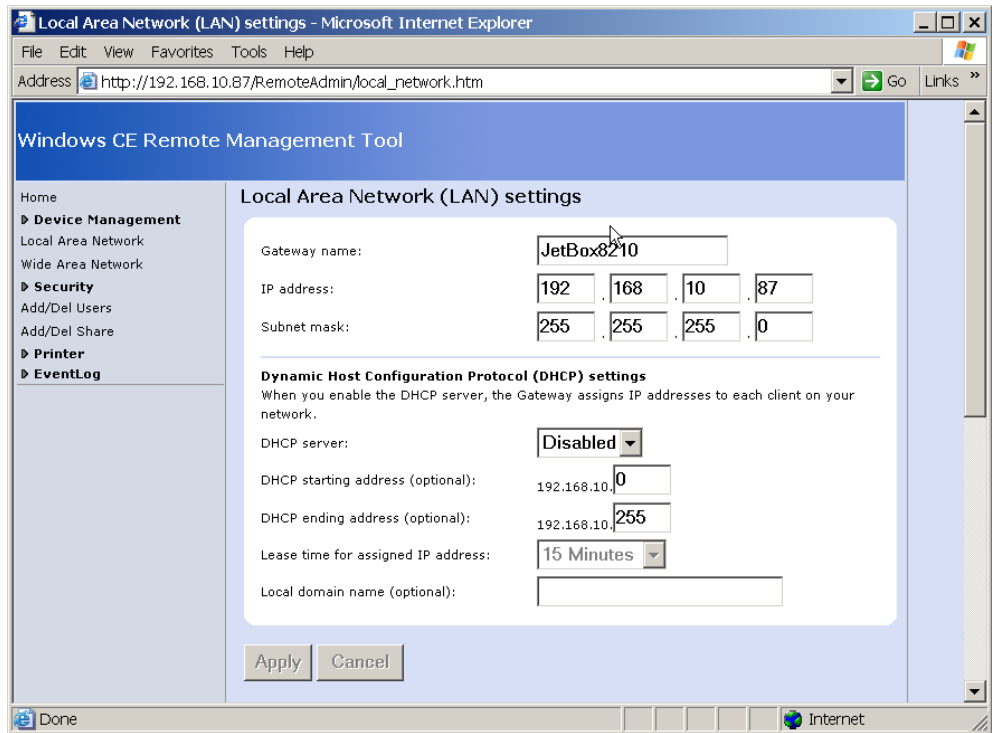 Local Area Network (LAN) settings - Microsoft Internet Explorer
File Edit View Favorites Tools Help
Address http://192.168.10.87/RemoteAdmin/local_network.htm Go Links »
Windows CE Remote Management Tool
Home
Device Management
Local Area Network
Wide Area Network
Security
Add/Del Users
Add/Del Share
Printer
EventLog
Local Area Network (LAN) settings
Gateway name: JetBox8210
IP address: 192 . 168 . 10 . 87
Subnet mask: 255 . 255 . 255 . 0
Dynamic Host Configuration Protocol (DHCP) settings
When you enable the DHCP server, the Gateway assigns IP addresses to each client on your
network.
DHCP server: Disabled
DHCP starting address (optional): 192.168.10. 0
DHCP ending address (optional): 192.168.10. 255
Lease time for assigned IP address: 15 Minutes
Local domain name (optional):
Apply Cancel
Done Internet